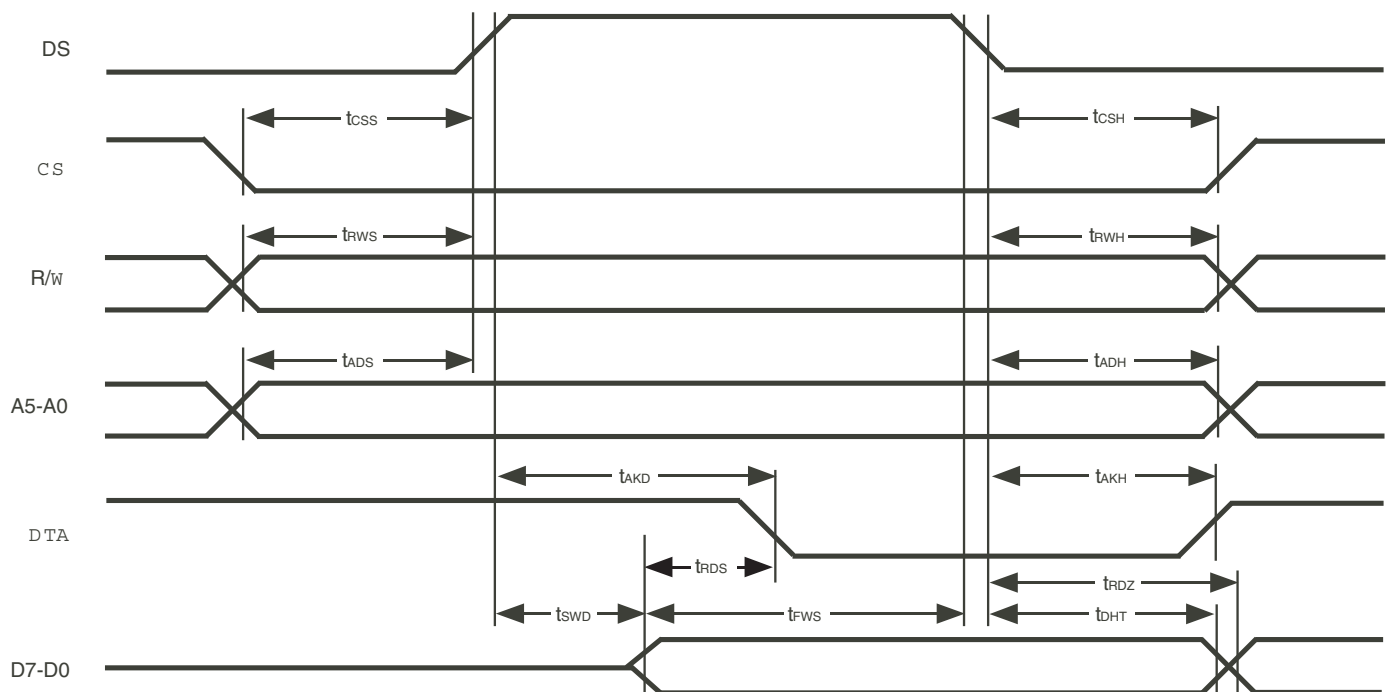 DS
tCSS
tCSH
CS
tRWS
tRWH
R/W
tADS
tADH
A5-A0
tAKD
tAKH
DTA
tRDS
tRDZ
tSWD
tFWS
tDHT
D7-D0